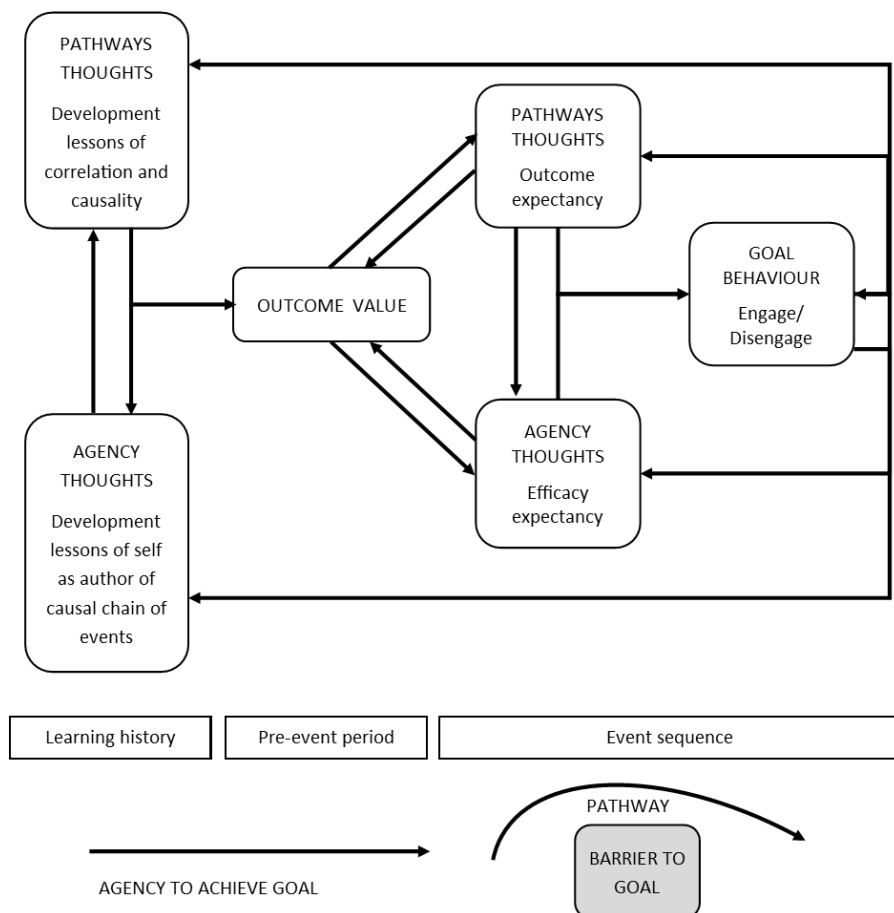 PATHWAYS
THOUGHTS
Development
lessons of
correlation and
causality
AGENCY
THOUGHTS
Development
lessons of self
as author of
causal chain of
events
OUTCOME VALUE
PATHWAYS
THOUGHTS
Outcome
expectancy
AGENCY
THOUGHTS
Efficacy
expectancy
GOAL
BEHAVIOUR
Engage/
Disengage
Learning history
Pre-event period
Event sequence
AGENCY TO ACHIEVE GOAL
PATHWAY
BARRIER TO
GOAL